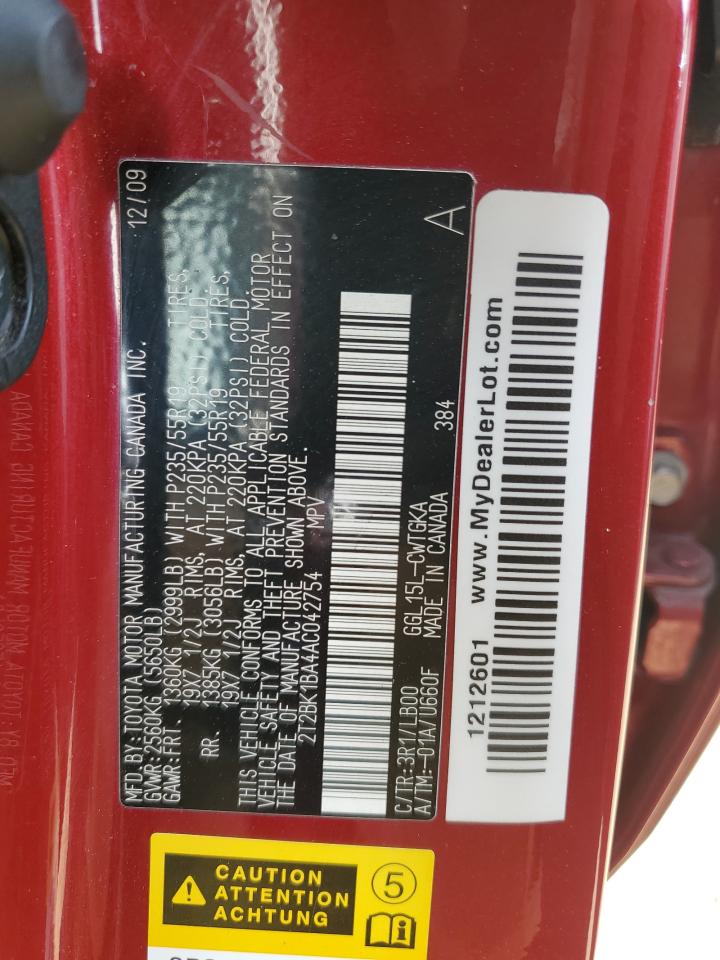 MFD. BY: TOYOTA MOTOR MANUFACTURING CANADA INC. 12/09
GVWR: 2560KG (5650LB)
GAWR: FRT. 1360KG (2999LB) WITH P235/55R19 TIRES,
19X7 1/2J RIMS, AT 220KPA (32PSI) COLD.
RR. 1385KG (3056LB) WITH P235/55R19 TIRES,
19X7 1/2J RIMS, AT 220KPA (32PSI) COLD.
THIS VEHICLE CONFORMS TO ALL APPLICABLE FEDERAL MOTOR
VEHICLE SAFETY AND THEFT PREVENTION STANDARDS IN EFFECT ON
THE DATE OF MANUFACTURE SHOWN ABOVE.
2T2BK1BA4AC042754 MPV
C/TR: 3R1/LB00 GGL15L-CWTGKA
A/TM: -01A/U660F MADE IN CANADA 384 A
1212601 www.MyDealerLot.com
CAUTION
ATTENTION
ACHTUNG
5